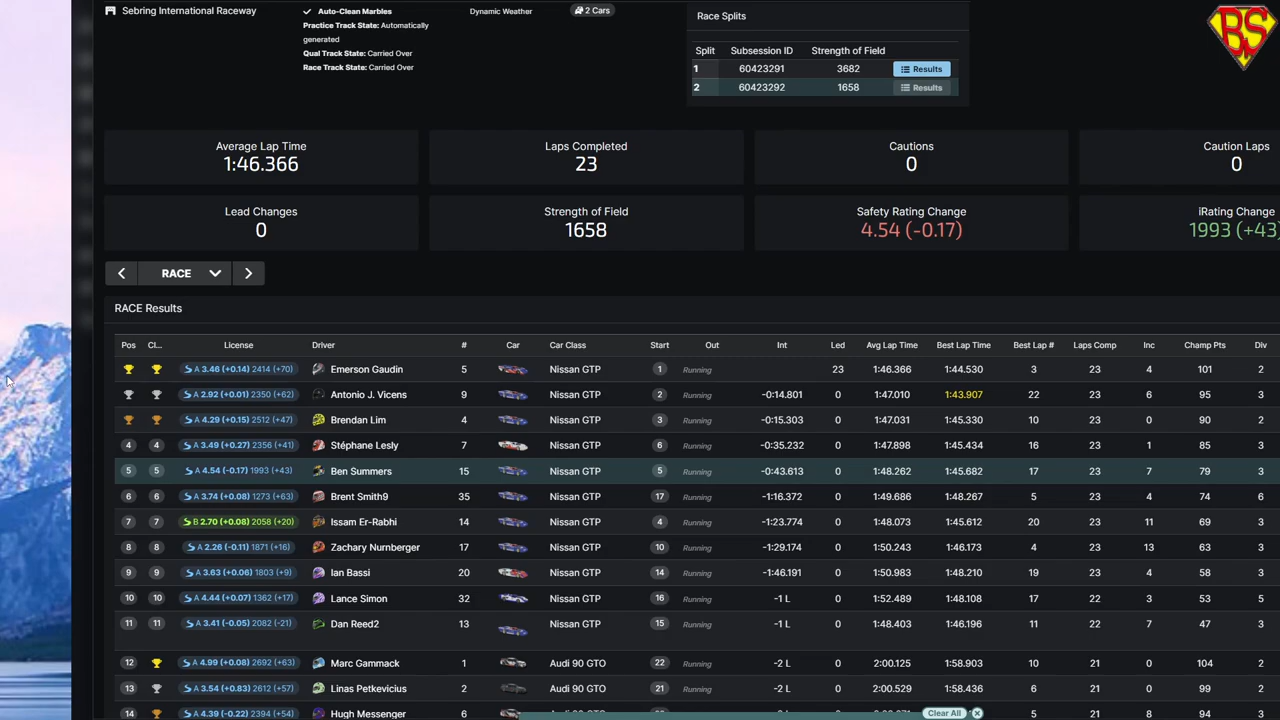 Sebring International Raceway
Auto-Clean Marbles
Practice Track State: Automatically
generated
Qual Track State: Carried Over
Race Track State: Carried Over
Dynamic Weather
2 Cars
Race Splits
Split Subsession ID Strength of Field
1 60423291 3682 Results
2 60423292 1658 Results
BS
Average Lap Time Laps Completed Cautions Caution Laps
1:46.366 23 0 0
Lead Changes Strength of Field Safety Rating Change iRating Change
0 1658 4.54 (-0.17) 1993 (+43)
RACE
RACE Results
Pos Cl... License Driver # Car Car Class Start Out Int Led Avg Lap Time Best Lap Time Best Lap # Laps Comp Inc Champ Pts Div
A 3.46 (+0.14) 2414 (+70) Emerson Gaudin 5 Nissan GTP 1 Running 23 1:46.366 1:44.530 3 23 4 101 2
A 2.92 (+0.01) 2350 (+62) Antonio J. Vicens 9 Nissan GTP 2 Running -0:14.801 0 1:47.010 1:43.907 22 23 6 95 3
A 4.29 (+0.15) 2512 (+47) Brendan Lim 4 Nissan GTP 3 Running -0:15.303 0 1:47.031 1:45.330 10 23 0 90 2
4 4 A 3.49 (+0.27) 2356 (+41) Stéphane Lesly 7 Nissan GTP 6 Running -0:35.232 0 1:47.898 1:45.434 16 23 1 85 3
5 5 A 4.54 (-0.17) 1993 (+43) Ben Summers 15 Nissan GTP 5 Running -0:43.613 0 1:48.262 1:45.682 17 23 7 79 3
6 6 A 3.74 (+0.08) 1273 (+63) Brent Smith9 35 Nissan GTP 17 Running -1:16.372 0 1:49.686 1:48.267 5 23 4 74 6
7 7 B 2.70 (+0.08) 2058 (+20) Issam Er-Rabhi 14 Nissan GTP 4 Running -1:23.774 0 1:48.073 1:45.612 20 23 11 69 3
8 8 A 2.26 (-0.11) 1871 (+16) Zachary Nurnberger 17 Nissan GTP 10 Running -1:29.174 0 1:50.243 1:46.173 4 23 13 63 3
9 9 A 3.63 (+0.06) 1803 (+9) Ian Bassi 20 Nissan GTP 14 Running -1:46.191 0 1:50.983 1:48.210 19 23 3 58 3
10 10 A 4.44 (+0.07) 1362 (+17) Lance Simon 32 Nissan GTP 16 Running -1 L 0 1:52.489 1:48.108 17 22 3 53 5
11 11 A 3.41 (-0.05) 2082 (-21) Dan Reed2 13 Nissan GTP 15 Running -1 L 0 1:48.403 1:46.196 11 22 7 47 3
12 A 4.99 (+0.08) 2692 (+63) Marc Gammack 1 Audi 90 GTO 22 Running -2 L 0 2:00.125 1:58.903 10 21 0 104 2
13 A 3.54 (+0.83) 2612 (+57) Linas Petkevicius 2 Audi 90 GTO 21 Running -2 L 0 2:00.529 1:58.436 6 21 0 99 2
14 A 4.39 (-0.22) 2394 (+54) Hugh Messenger 6 Audi 90 GTO 5 21 8 94 3
Clear All